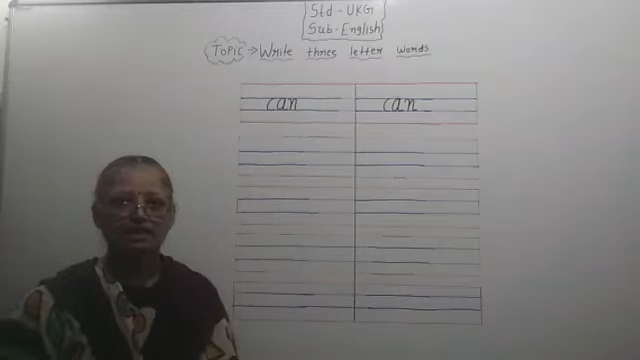 Std - UKG
Sub - English
TOPIC → Write three letter words
can can